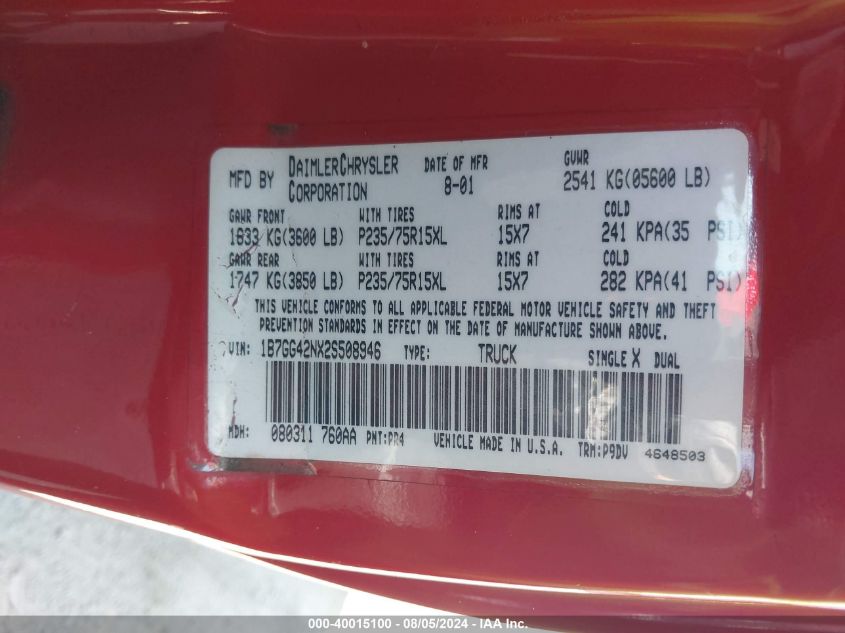 MFD BY DAIMLERCHRYSLER CORPORATION DATE OF MFR 8-01 GVWR 2541 KG(05600 LB)
GAWR FRONT WITH TIRES RIMS AT COLD
1633 KG(3600 LB) P235/75R15XL 15X7 241 KPA(35 PSI)
GAWR REAR WITH TIRES RIMS AT COLD
1747 KG(3850 LB) P235/75R15XL 15X7 282 KPA(41 PSI)
THIS VEHICLE CONFORMS TO ALL APPLICABLE FEDERAL MOTOR VEHICLE SAFETY AND THEFT
PREVENTION STANDARDS IN EFFECT ON THE DATE OF MANUFACTURE SHOWN ABOVE.
VIN: 1B7GG42NX2S508946 TYPE: TRUCK SINGLE X DUAL
MDH: 080311 760AA PNT:PR4 VEHICLE MADE IN U.S.A. TRM:P9DV 4648503
000-40015100 - 08/05/2024 - IAA Inc.